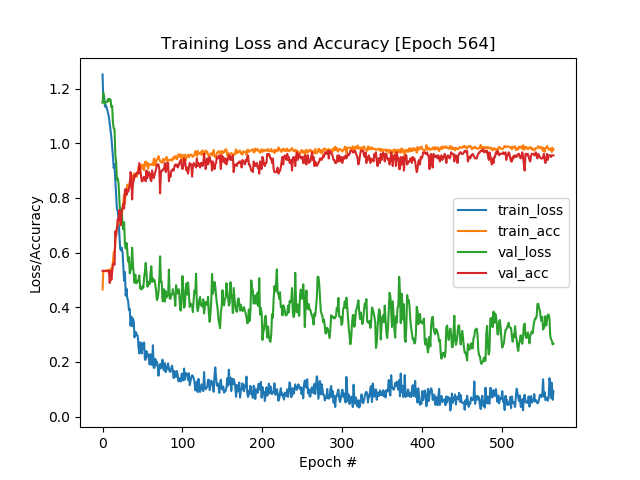 Training Loss and Accuracy [Epoch 564]
1.2
1.0
0.8
0.6
0.4
0.2
0.0
Loss/Accuracy
train_loss
train_acc
val_loss
val_acc
0 100 200 300 400 500
Epoch #